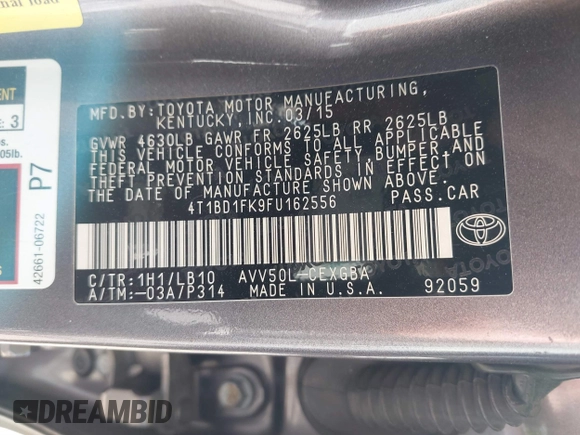 MFD.BY:TOYOTA MOTOR MANUFACTURING,
KENTUCKY,INC.03/15
GVWR 4630LB GAWR FR 2625LB RR 2625LB
THIS VEHICLE CONFORMS TO ALL APPLICABLE
FEDERAL MOTOR VEHICLE SAFETY, BUMPER, AND
THEFT PREVENTION STANDARDS IN EFFECT ON
THE DATE OF MANUFACTURE SHOWN ABOVE.
4T1BD1FK9FU162556 PASS.CAR
C/TR:1H1/LB10 AVV50L-CEXGBA
A/TM:-03A/P314 MADE IN U.S.A. 92059
TOYOTA
: 3
P7
42661-06722
DREAMBID